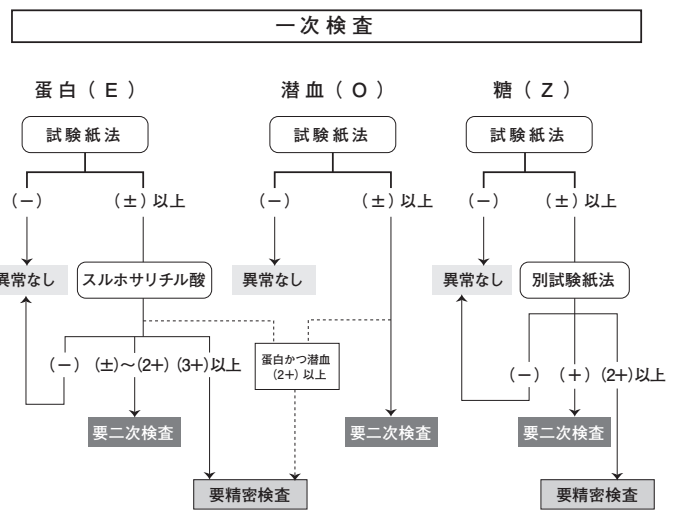 一次検査
蛋白(E)
潜血(O)
糖(Z)
試験紙法
試験紙法
試験紙法
(−)
(±)以上
(−)
(±)以上
(−)
(±)以上
異常なし
スルホサリチル酸
異常なし
異常なし
別試験紙法
蛋白かつ潜血
(2+)以上
(−)
(±)〜(2+)
(3+)以上
(−)
(+)
(2+)以上
要二次検査
要二次検査
要二次検査
要精密検査
要精密検査